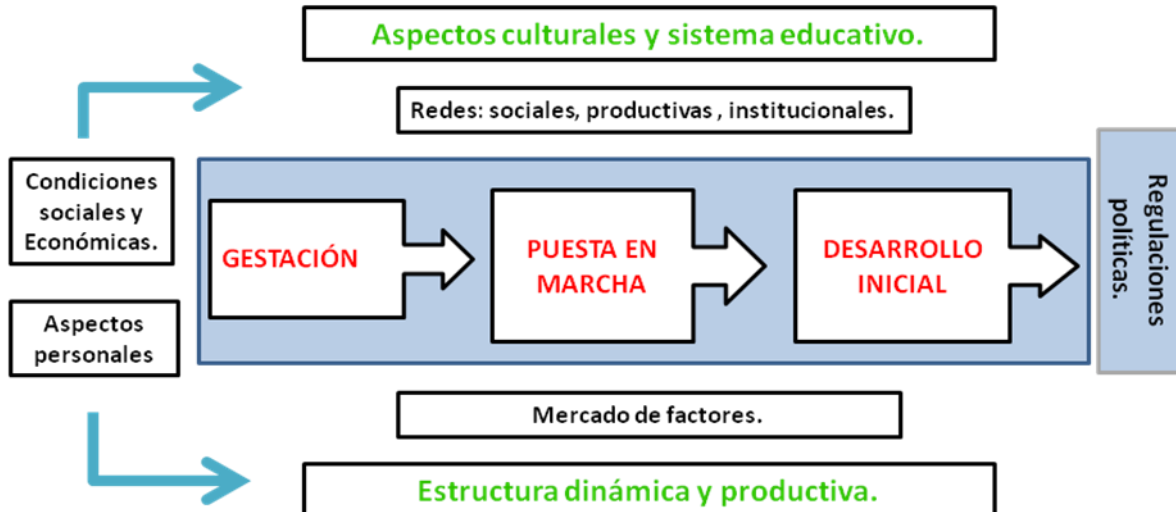 Aspectos culturales y sistema educativo.
Redes: sociales, productivas , institucionales.
Condiciones
sociales y
Económicas.
Aspectos
personales
GESTACIÓN
PUESTA EN
MARCHA
DESARROLLO
INICIAL
Regulaciones
políticas.
Mercado de factores.
Estructura dinámica y productiva.